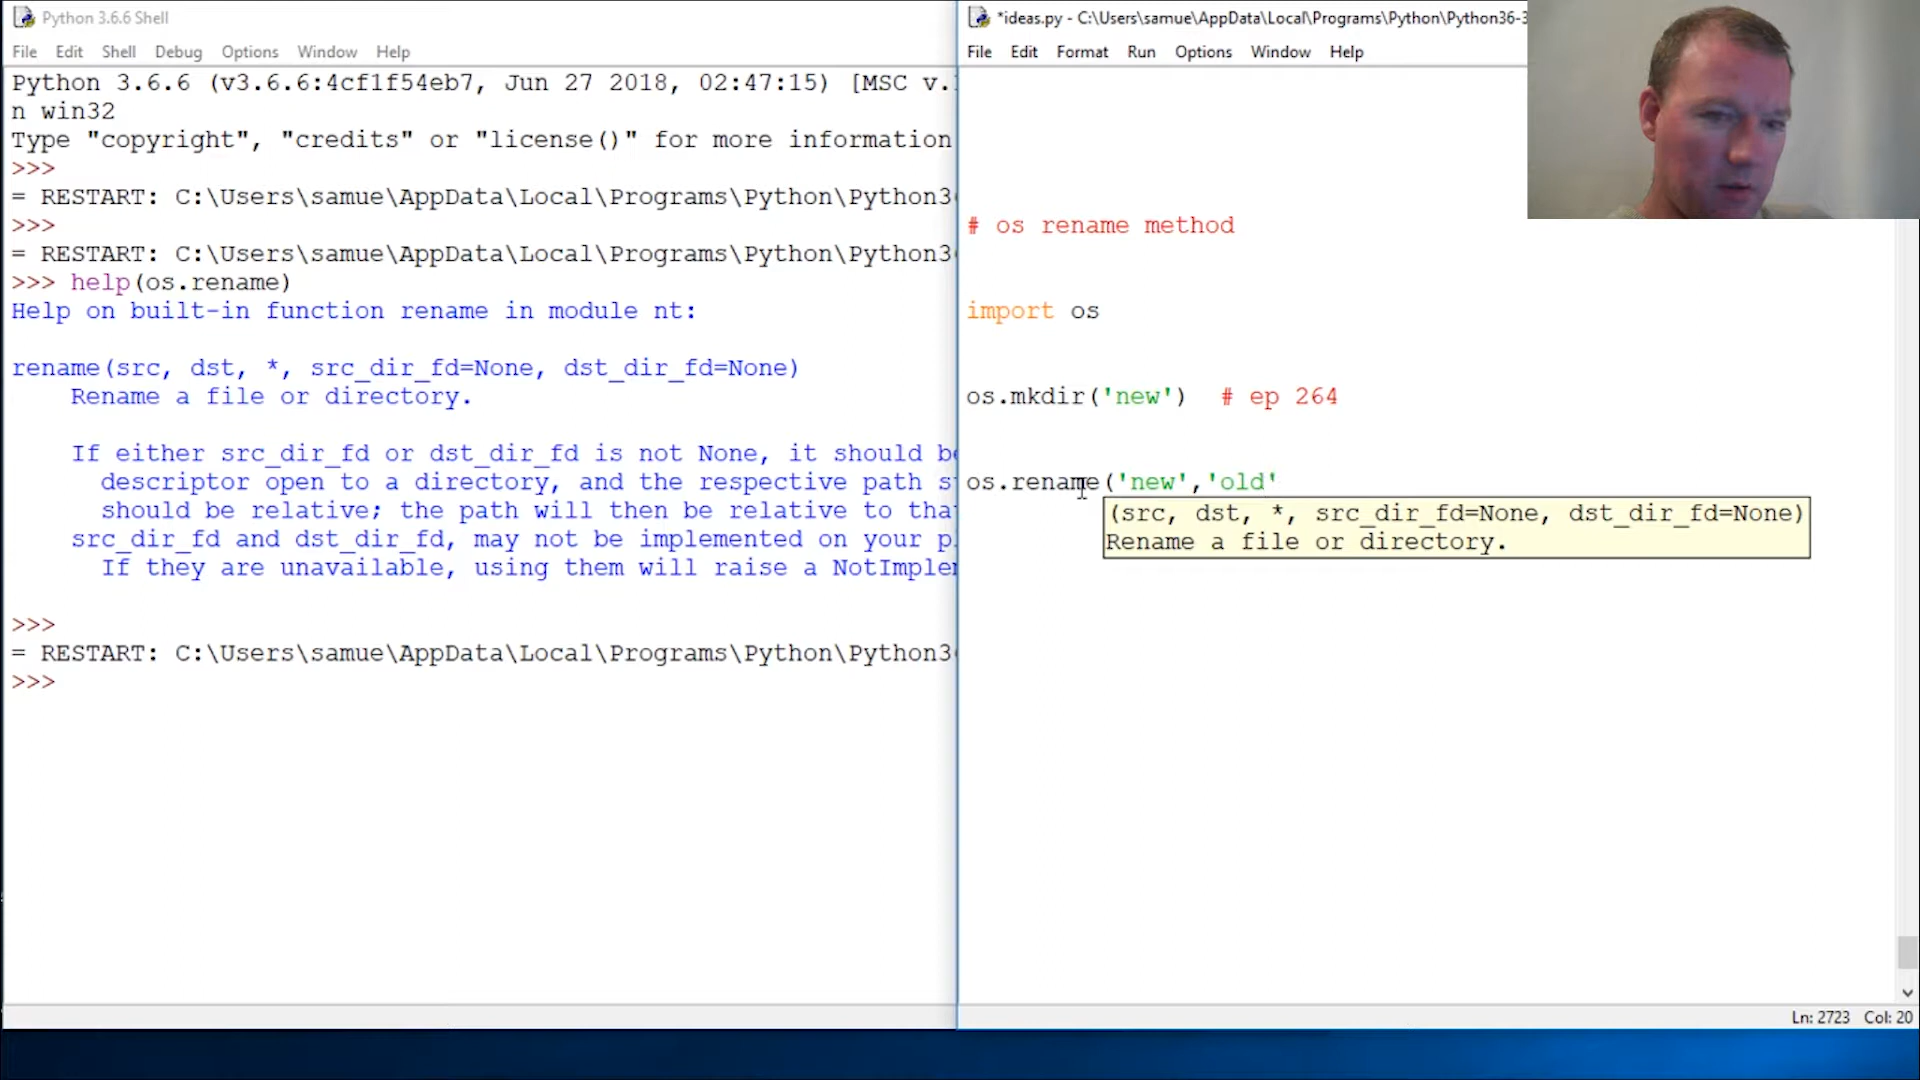 Python 3.6.6 Shell
File Edit Shell Debug Options Window Help
Python 3.6.6 (v3.6.6:4cf1f54eb7, Jun 27 2018, 02:47:15) [MSC v.
n win32
Type "copyright", "credits" or "license()" for more information
>>>
= RESTART: C:\Users\samue\AppData\Local\Programs\Python\Python3
>>>
= RESTART: C:\Users\samue\AppData\Local\Programs\Python\Python3
>>> help(os.rename)
Help on built-in function rename in module nt:
rename(src, dst, *, src_dir_fd=None, dst_dir_fd=None)
Rename a file or directory.
If either src_dir_fd or dst_dir_fd is not None, it should b
descriptor open to a directory, and the respective path s
should be relative; the path will then be relative to tha
src_dir_fd and dst_dir_fd, may not be implemented on your p
If they are unavailable, using them will raise a NotImple
>>>
= RESTART: C:\Users\samue\AppData\Local\Programs\Python\Python3
>>>
*ideas.py - C:\Users\samue\AppData\Local\Programs\Python\Python36-3
File Edit Format Run Options Window Help
# os rename method
import os
os.mkdir('new') # ep 264
os.rename('new','old'
(src, dst, *, src_dir_fd=None, dst_dir_fd=None)
Rename a file or directory.
Ln: 2723 Col: 20